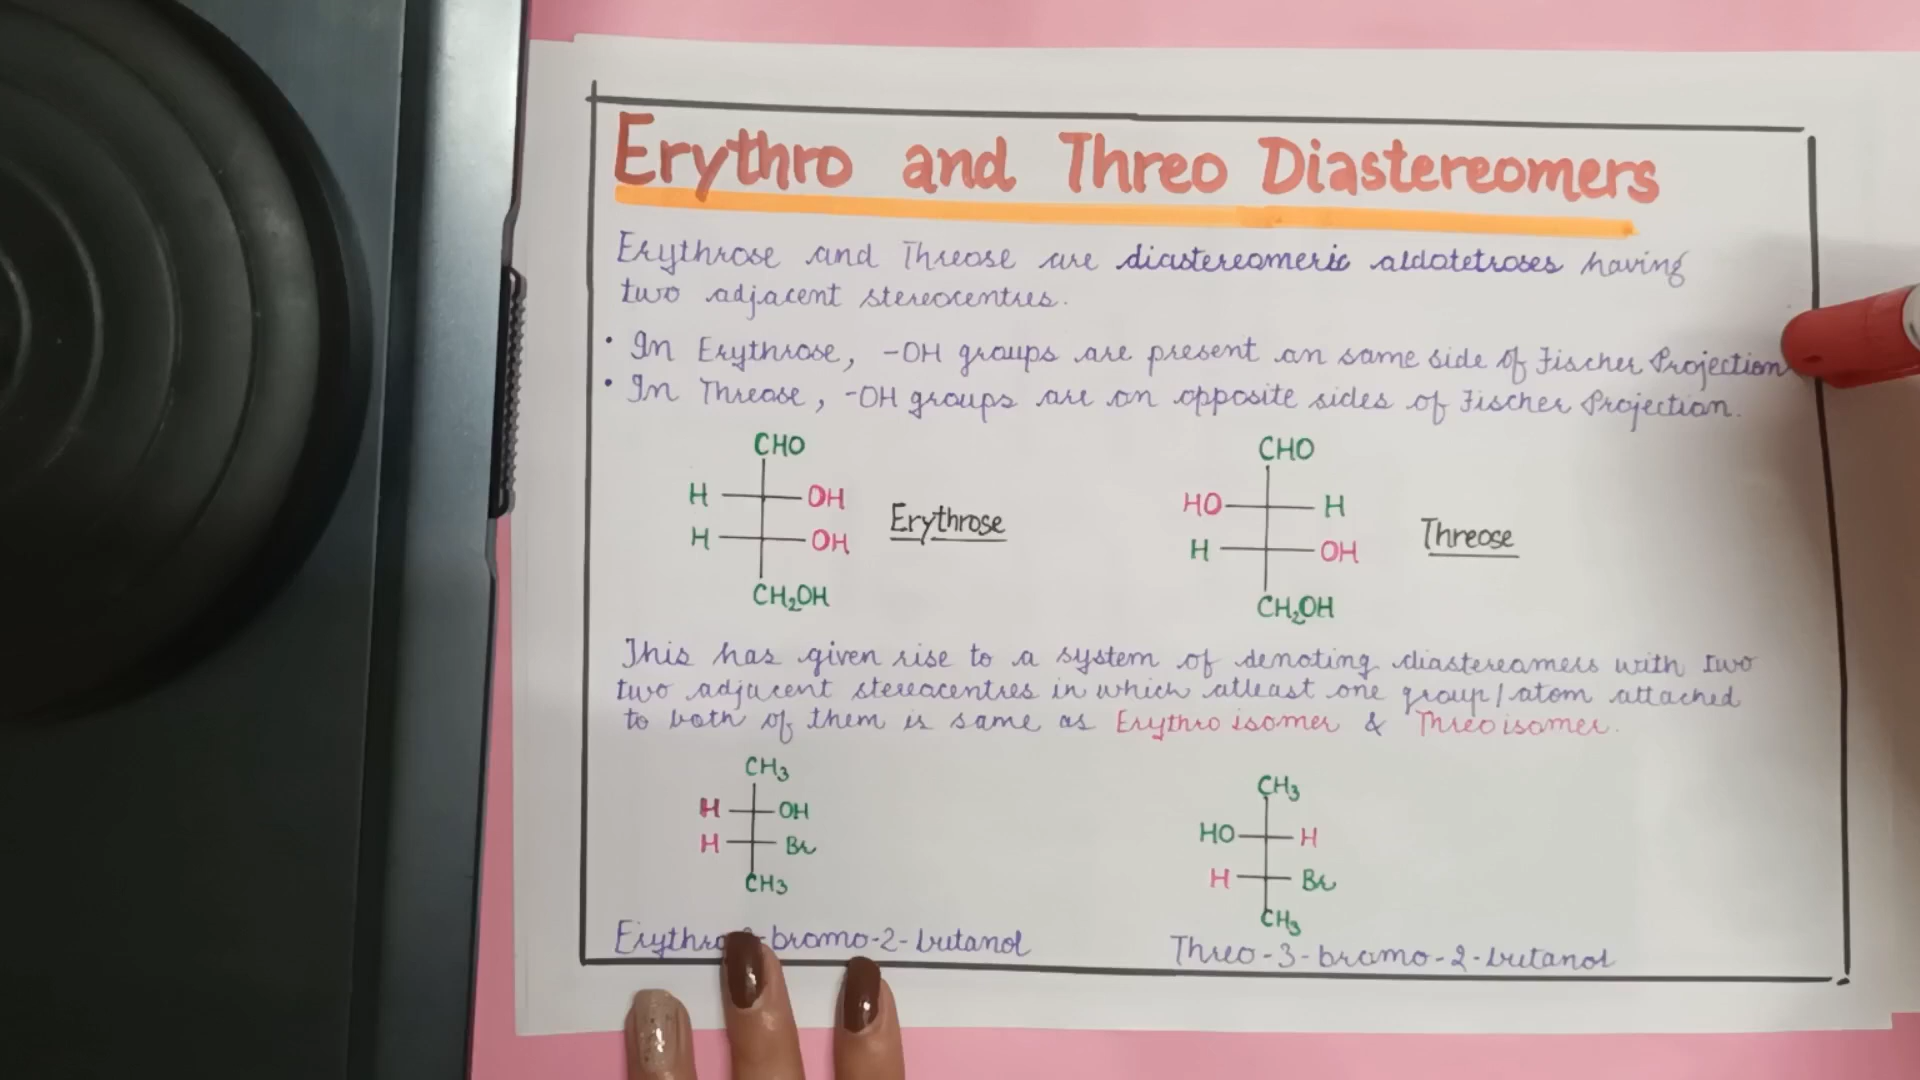 Erythro and Threo Diastereomers
Erythrose and Threose are diastereomeric aldotetroses having
two adjacent stereocentres.
• In Erythrose, -OH groups are present on same side of Fischer Projection
• In Threose, -OH groups are on opposite sides of Fischer Projection.
CHO
H OH
H OH
CH₂OH
Erythrose
CHO
HO H
H OH
CH₂OH
Threose
This has given rise to a system of denoting diastereomers with two
two adjacent stereocentres in which atleast one group/atom attached
to both of them is same as Erythro isomer & Threo isomer.
CH₃
H OH
H Br
CH₃
Erythro -bromo-2-butanol
CH₃
HO H
H Br
CH₃
Threo-3-bromo-2-butanol